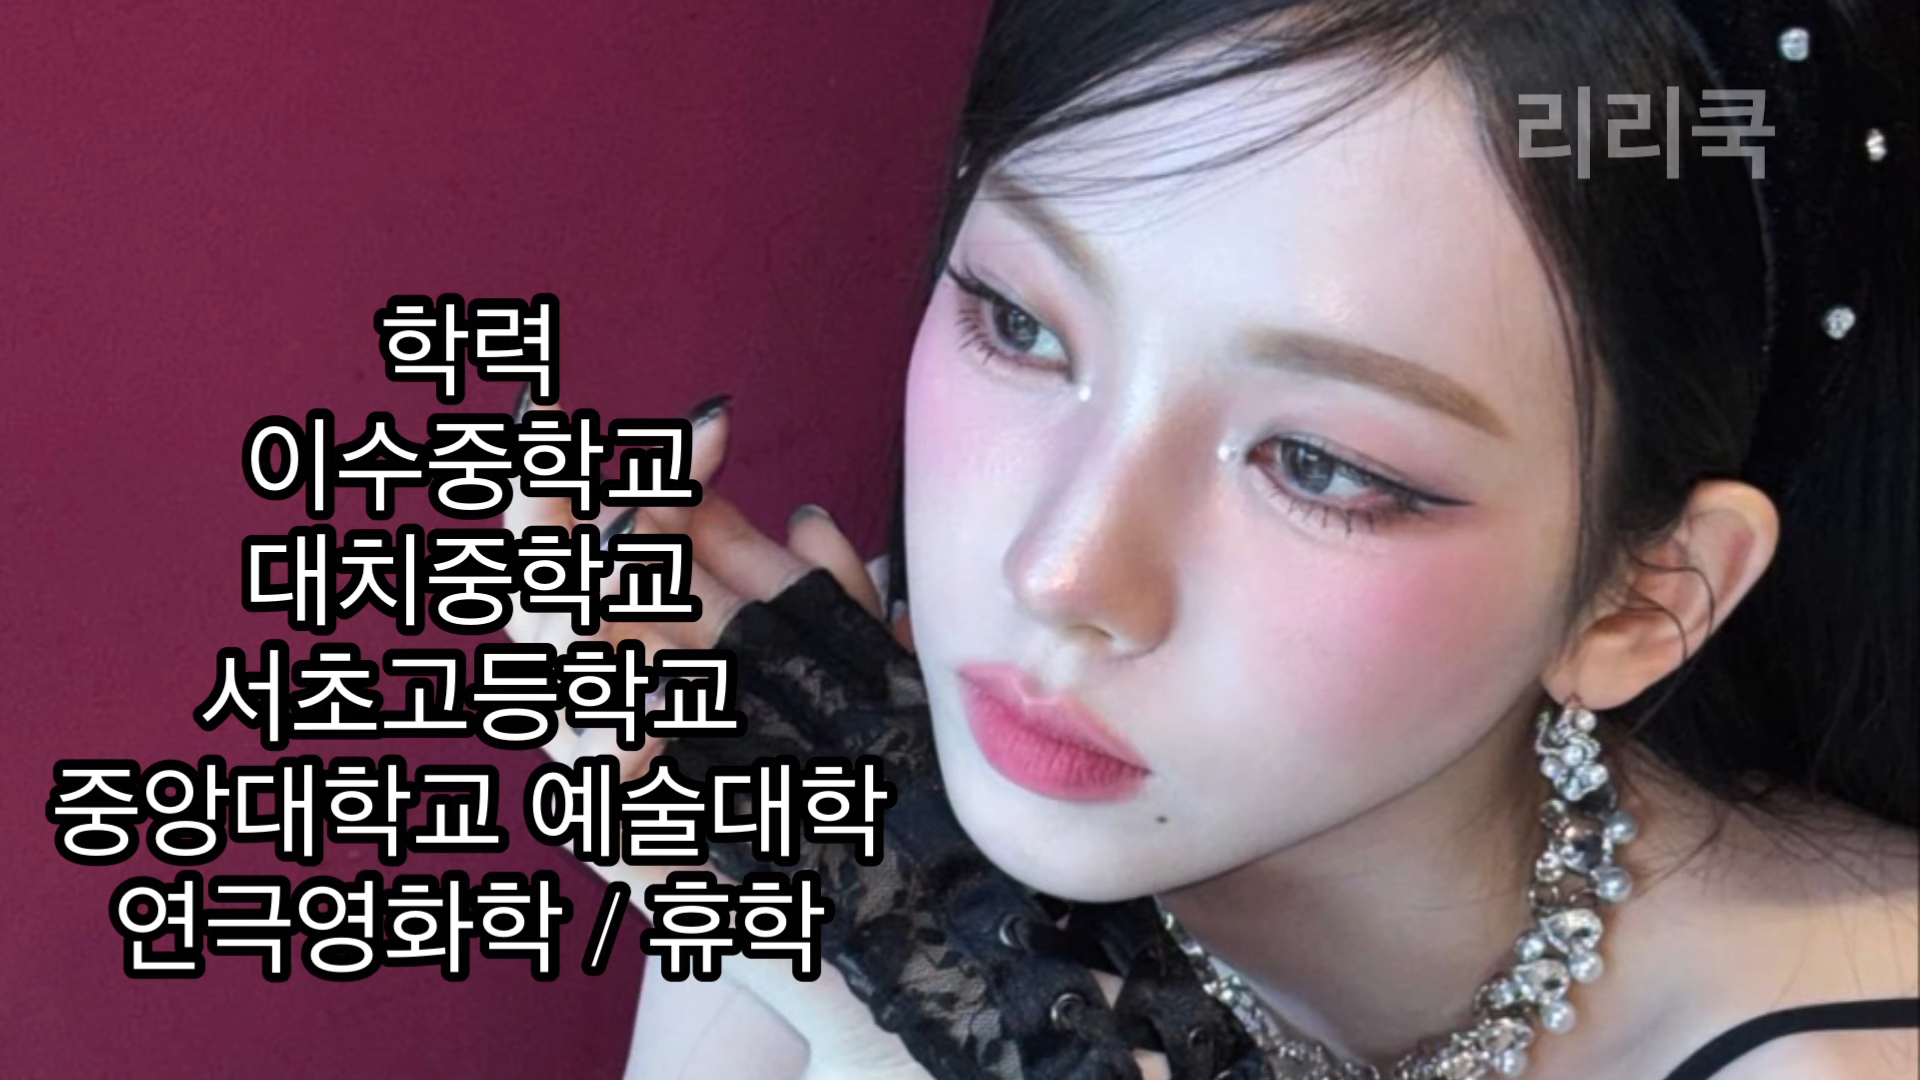 리리쿡
학력
이수중학교
대치중학교
서초고등학교
중앙대학교 예술대학
연극영화학 / 휴학